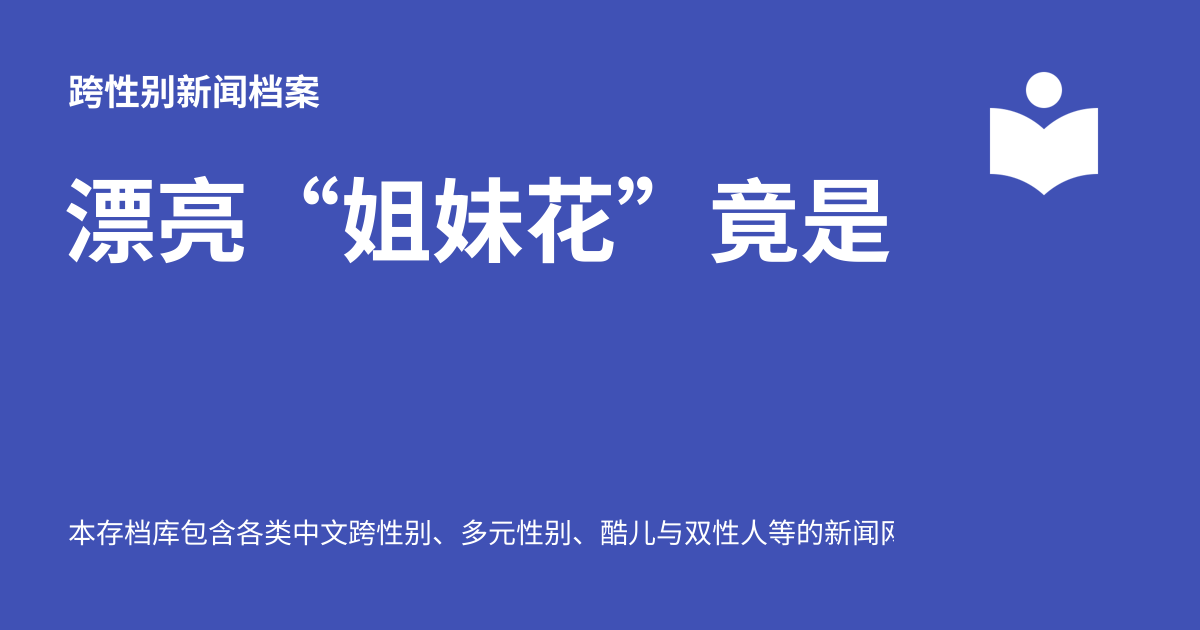 跨性别新闻档案
漂亮“姐妹花”竟是
本存档库包含各类中文跨性别、多元性别、酷儿与双性人等的新闻